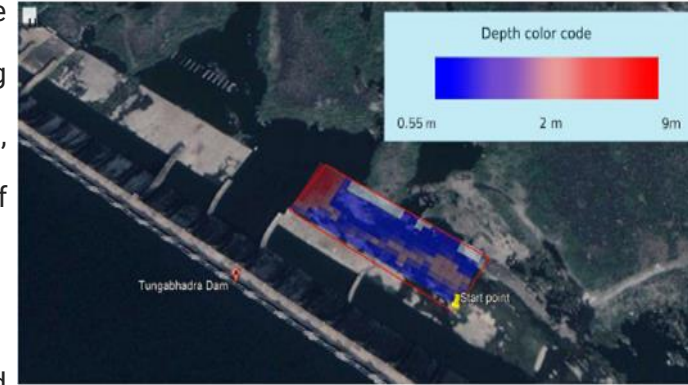 e
g
,
f
Depth color code
0.55 m
2 m
9m
Tungabhadra Dam
Start point